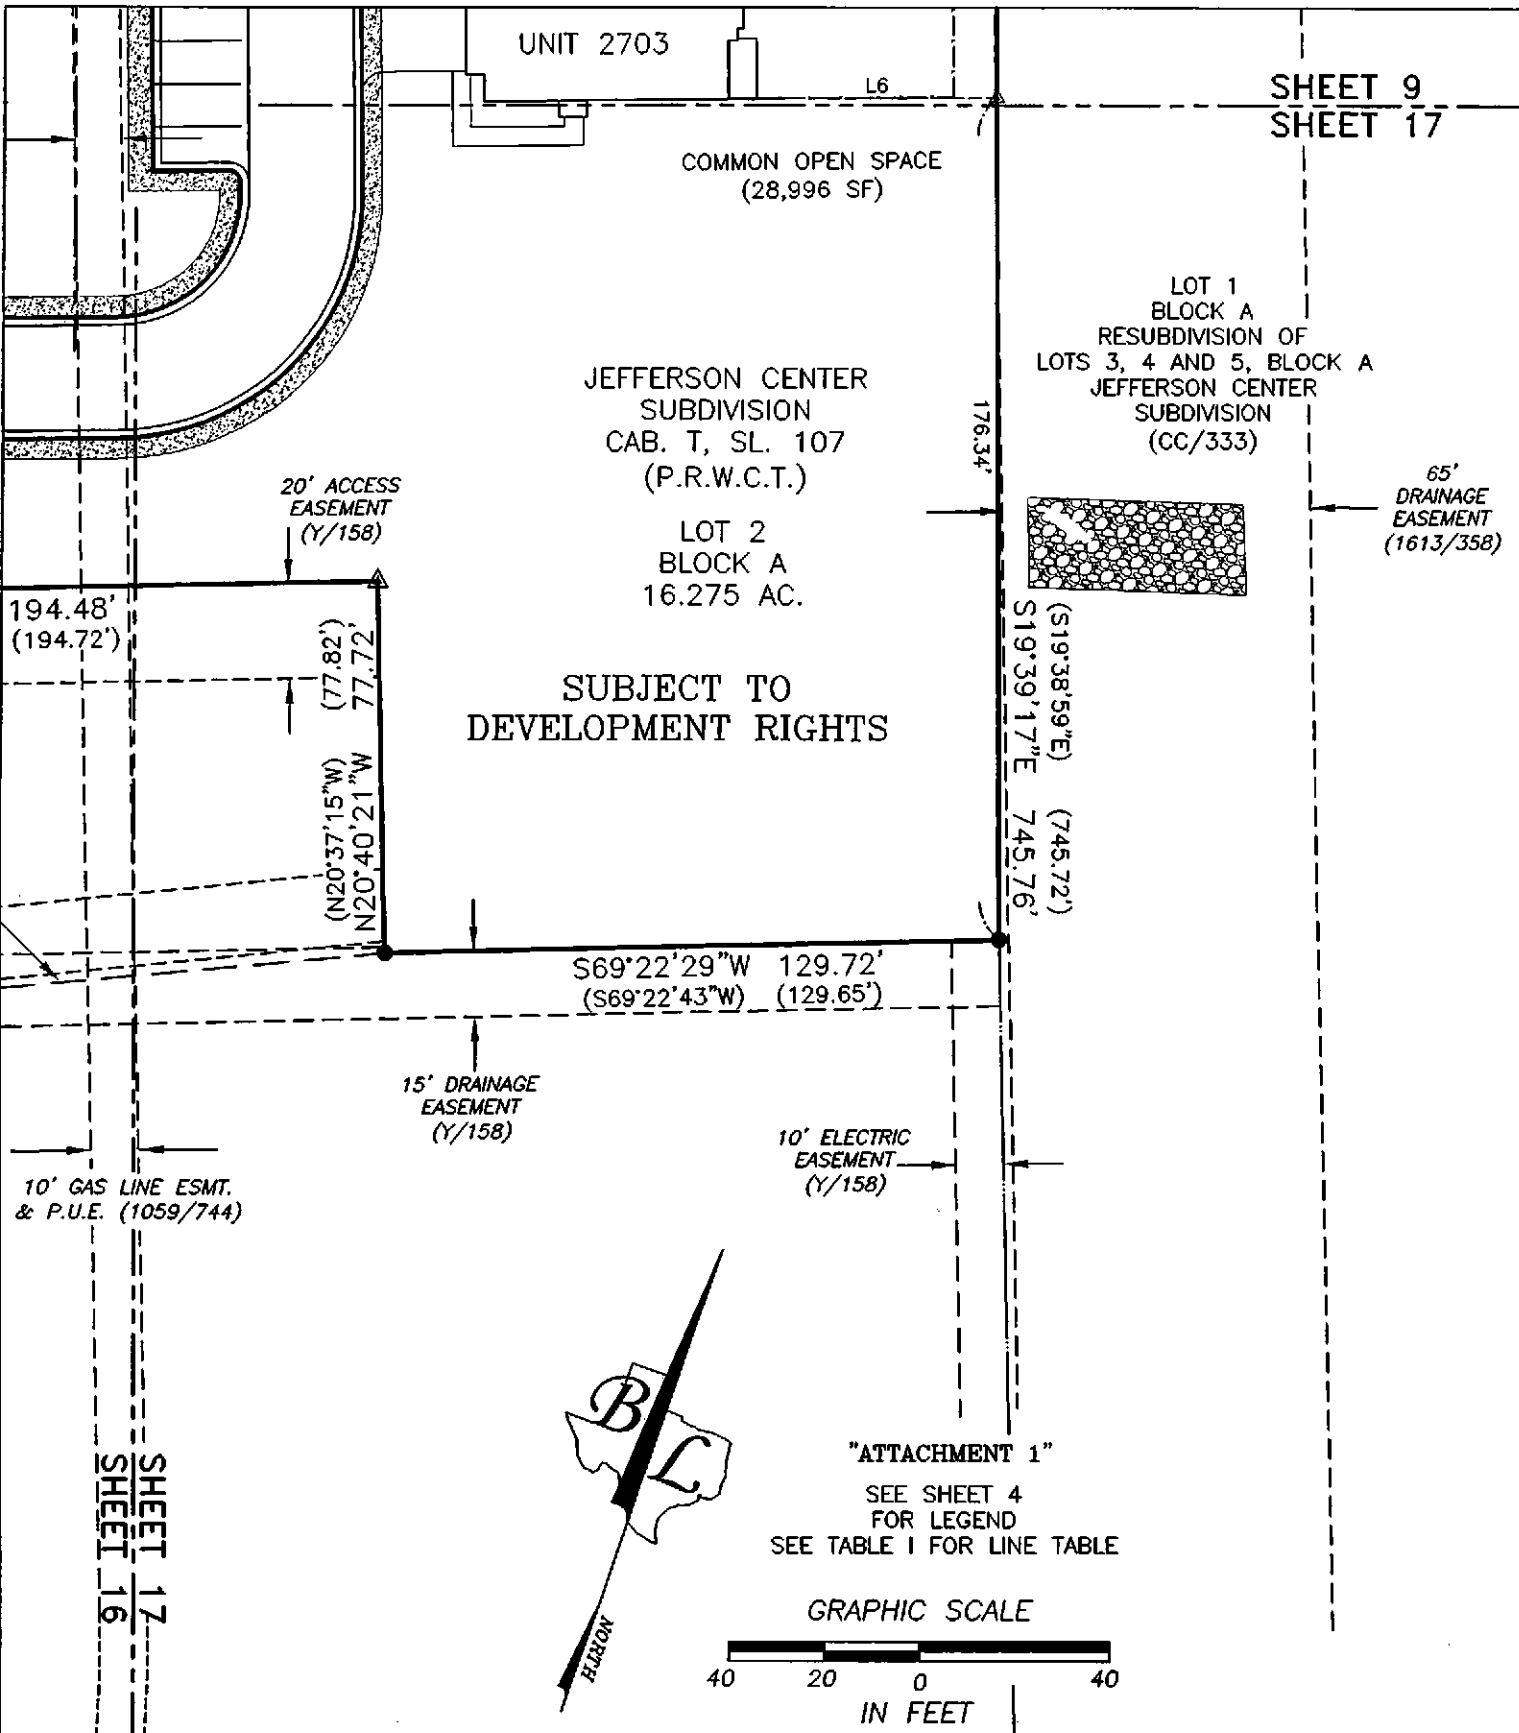 UNIT 2703
L6
SHEET 9
SHEET 17
COMMON OPEN SPACE
(28,996 SF)
LOT 1
BLOCK A
RESUBDIVISION OF
LOTS 3, 4 AND 5, BLOCK A
JEFFERSON CENTER
SUBDIVISION
(CC/333)
JEFFERSON CENTER
SUBDIVISION
CAB. T, SL. 107
(P.R.W.C.T.)
LOT 2
BLOCK A
16.275 AC.
176.34'
65'
DRAINAGE
EASEMENT
(1613/358)
20' ACCESS
EASEMENT
(Y/158)
194.48'
(194.72')
(77.82')
77.72'
SUBJECT TO
DEVELOPMENT RIGHTS
(S19°38'59"E) (745.72')
S19°39'17"E 745.76'
(N20°37'15"W)
N20°40'21"W
S69°22'29"W 129.72'
(S69°22'43"W) (129.65')
15' DRAINAGE
EASEMENT
(Y/158)
10' ELECTRIC
EASEMENT
(Y/158)
10' GAS LINE ESMT.
& P.U.E. (1059/744)
B
L
NORTH
SHEET 17
SHEET 16
"ATTACHMENT 1"
SEE SHEET 4
FOR LEGEND
SEE TABLE 1 FOR LINE TABLE
GRAPHIC SCALE
40 20 0 40
IN FEET